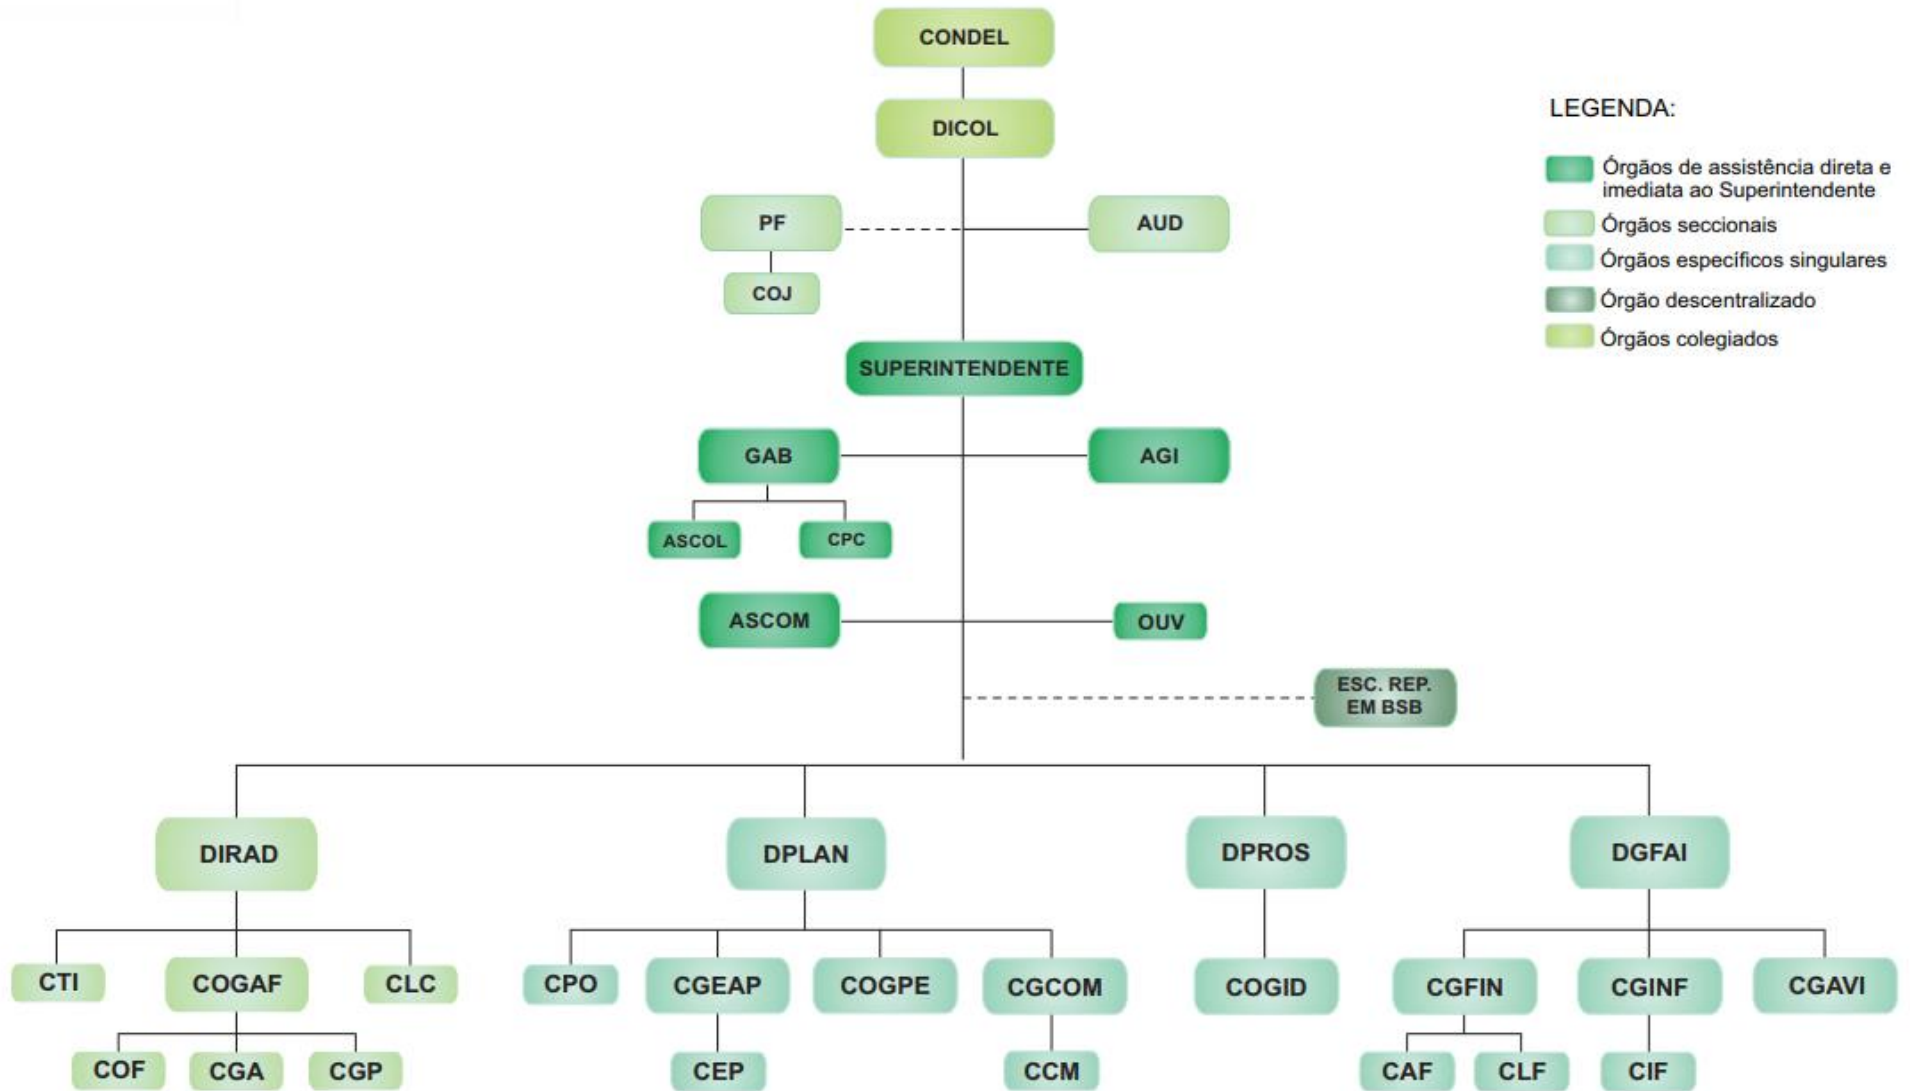 CONDEL
DICOL
LEGENDA:
Órgãos de assistência direta e
imediata ao Superintendente
Órgãos seccionais
Órgãos específicos singulares
Órgão descentralizado
Órgãos colegiados
PF
AUD
COJ
SUPERINTENDENTE
GAB
AGI
ASCOL
CPC
ASCOM
OUV
ESC. REP.
EM BSB
DIRAD
DPLAN
DPROS
DGFAI
CTI
COGAF
CLC
CPO
CGEAP
COGPE
CGCOM
COGID
CGFIN
CGINF
CGAVI
COF
CGA
CGP
CEP
CCM
CAF
CLF
CIF